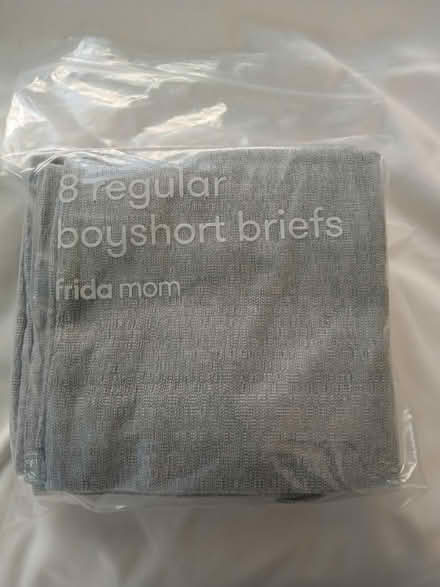 8 regular
boyshort briefs
frida mom